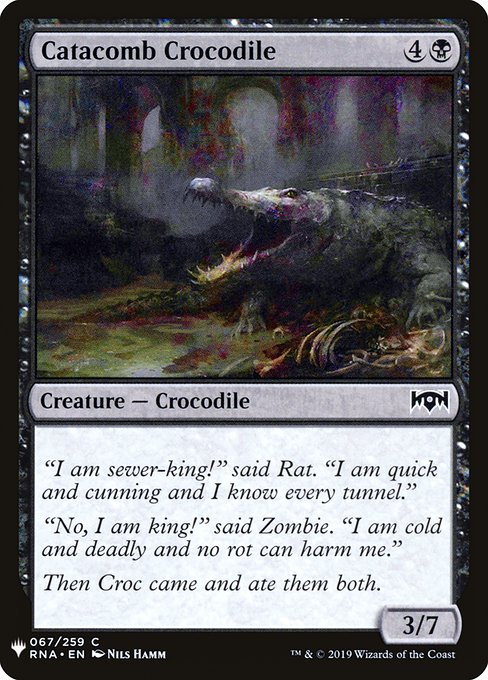 Catacomb Crocodile 4
Creature — Crocodile
“I am sewer-king!” said Rat. “I am quick
and cunning and I know every tunnel.”
“No, I am king!” said Zombie. “I am cold
and deadly and no rot can harm me.”
Then Croc came and ate them both.
3/7
067/259 C
RNA • EN Nils Hamm
™ & © 2019 Wizards of the Coast